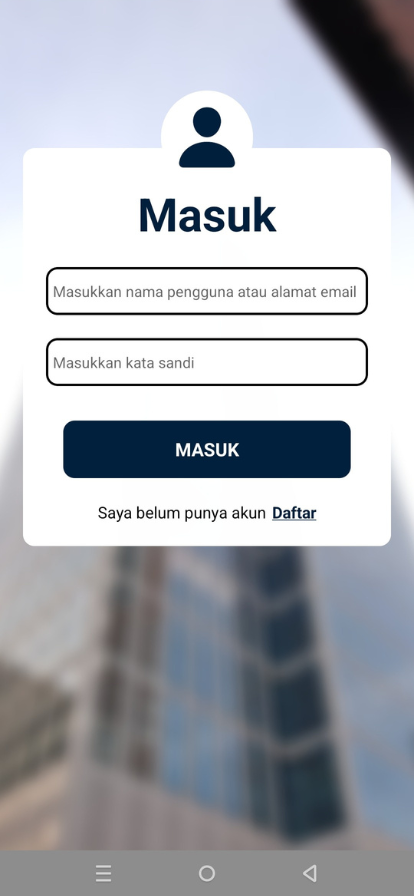 Masuk
Masukkan nama pengguna atau alamat email
Masukkan kata sandi
MASUK
Saya belum punya akun Daftar